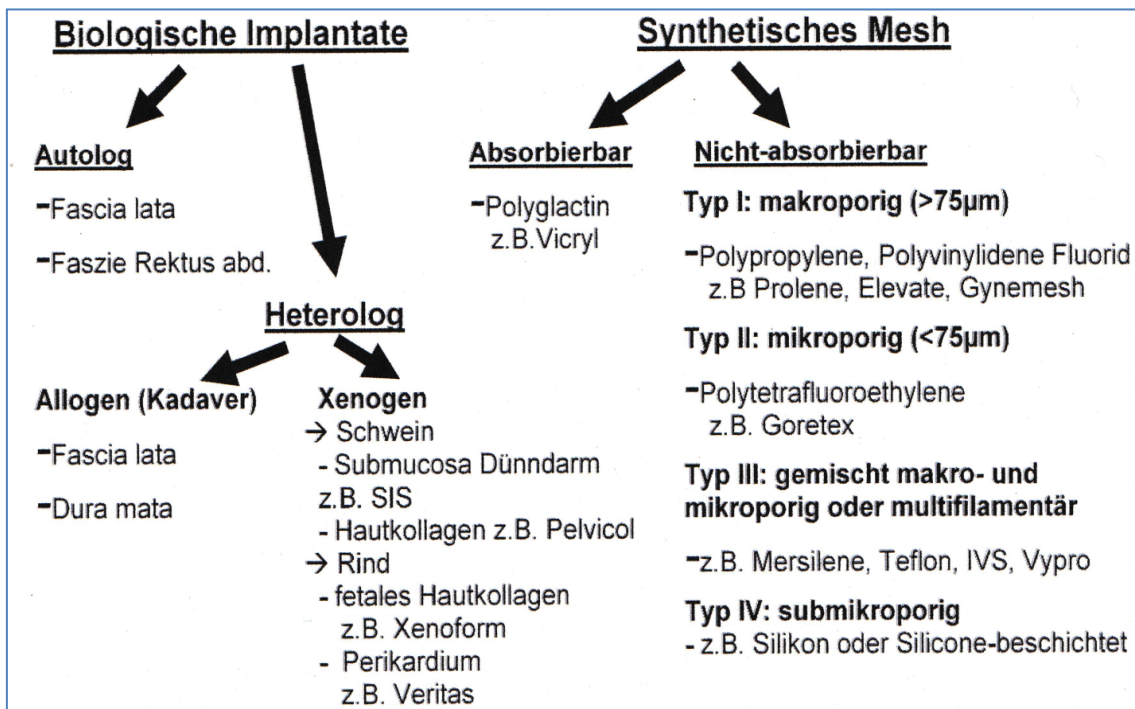 Biologische Implantate
Autolog
-Fascia lata
-Faszie Rektus abd.
Heterolog
Allogen (Kadaver)
-Fascia lata
-Dura mata
Xenogen
→ Schwein
- Submucosa Dünndarm
z.B. SIS
- Hautkollagen z.B. Pelvicol
→ Rind
- fetales Hautkollagen
z.B. Xenoform
- Perikardium
z.B. Veritas
Synthetisches Mesh
Absorbierbar
-Polyglactin
z.B.Vicryl
Nicht-absorbierbar
Typ I: makroporig (>75µm)
-Polypropylene, Polyvinylidene Fluorid
z.B Prolene, Elevate, Gynemesh
Typ II: mikroporig (<75µm)
-Polytetrafluoroethylene
z.B. Goretex
Typ III: gemischt makro- und
mikroporig oder multifilamentär
-z.B. Mersilene, Teflon, IVS, Vypro
Typ IV: submikroporig
- z.B. Silikon oder Silicone-beschichtet